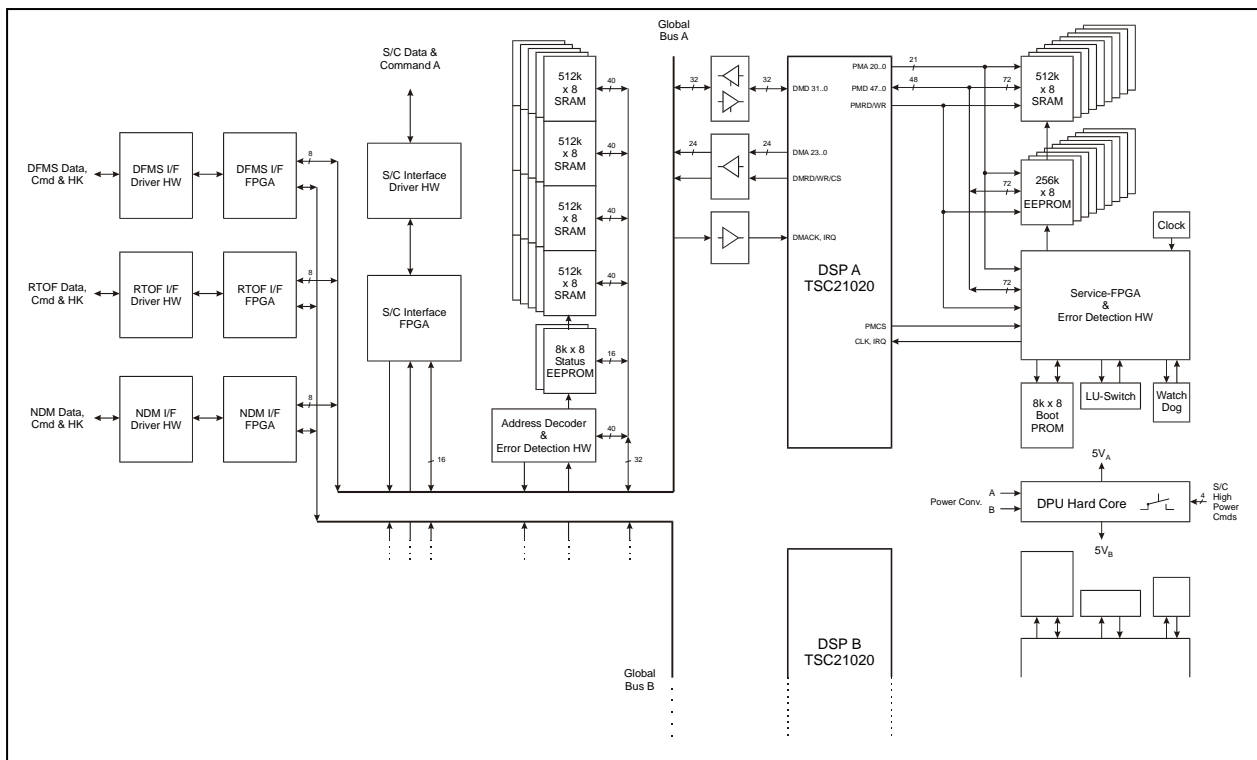 Global
Bus A
S/C Data &
Command A
DFMS Data,
Cmd & HK
DFMS I/F
Driver HW
DFMS I/F
FPGA
8
RTOF Data,
Cmd & HK
RTOF I/F
Driver HW
RTOF I/F
FPGA
8
NDM Data,
Cmd & HK
NDM I/F
Driver HW
NDM I/F
FPGA
8
S/C Interface
Driver HW
S/C Interface
FPGA
16
512k
x 8
SRAM
40
512k
x 8
SRAM
40
512k
x 8
SRAM
40
512k
x 8
SRAM
40
8k x 8
Status
EEPROM
16
Address Decoder
&
Error Detection HW
40
32
32
32
24
24
DMD 31..0
DMA 23..0
DMRD/WR/CS
DMACK, IRQ
PMA 20..0
PMD 47..0
PMRD/WR
DSP A
TSC21020
PMCS
CLK, IRQ
21
48
72
512k
x 8
SRAM
72
256k
x 8
EEPROM
Clock
72
Service-FPGA
&
Error Detection HW
8k x 8
Boot
PROM
LU-Switch
Watch
Dog
5VA
Power Conv.
A
B
DPU Hard Core
4
S/C
High
Power
Cmds
5VB
DSP B
TSC21020
Global
Bus B